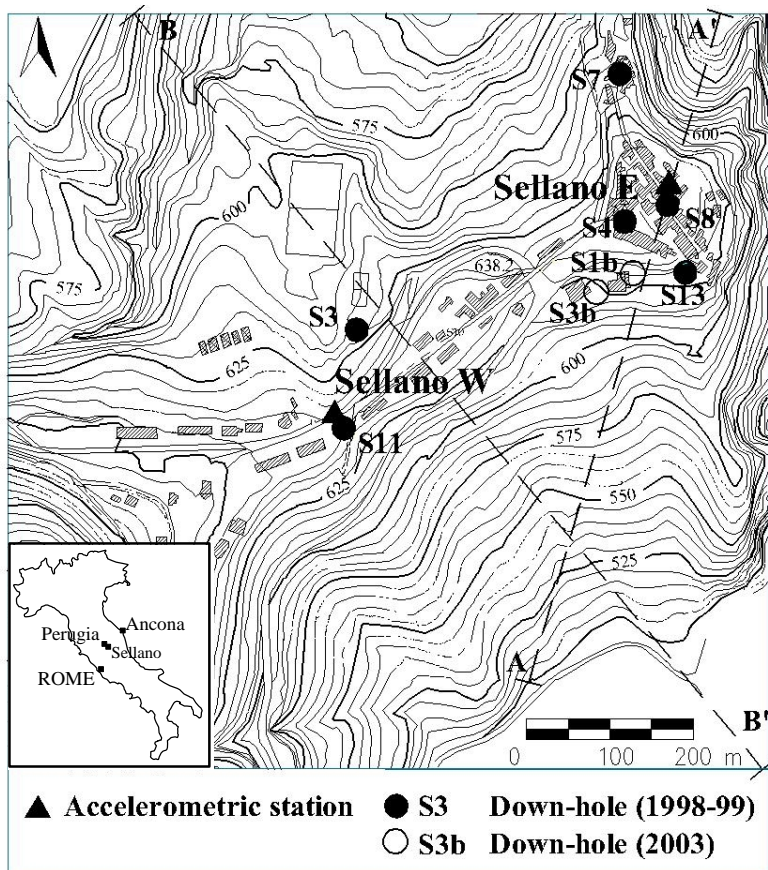 B
A'
S7
575
600
Sellano E
600
S8
S4
638.2
S1b
575
S13
S3b
S3
625
600
Sellano W
S11
575
625
550
525
Ancona
Perugia
Sellano
ROME
A
B'
0 100 200 m
Accelerometric station S3 Down-hole (1998-99)
S3b Down-hole (2003)